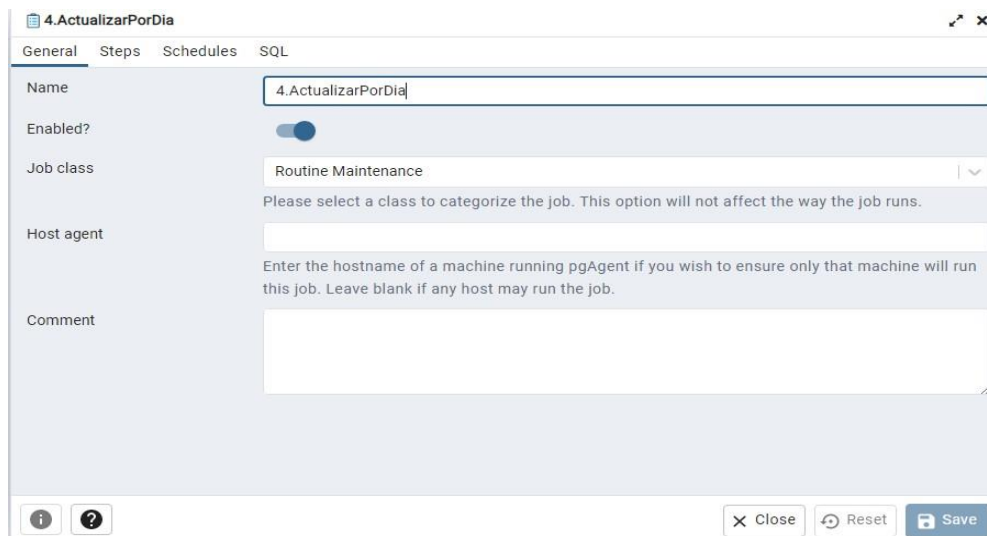 4.ActualizarPorDia
General Steps Schedules SQL
Name
4.ActualizarPorDia
Enabled?
Job class
Routine Maintenance
Please select a class to categorize the job. This option will not affect the way the job runs.
Host agent
Enter the hostname of a machine running pgAgent if you wish to ensure only that machine will run
this job. Leave blank if any host may run the job.
Comment
Close Reset Save